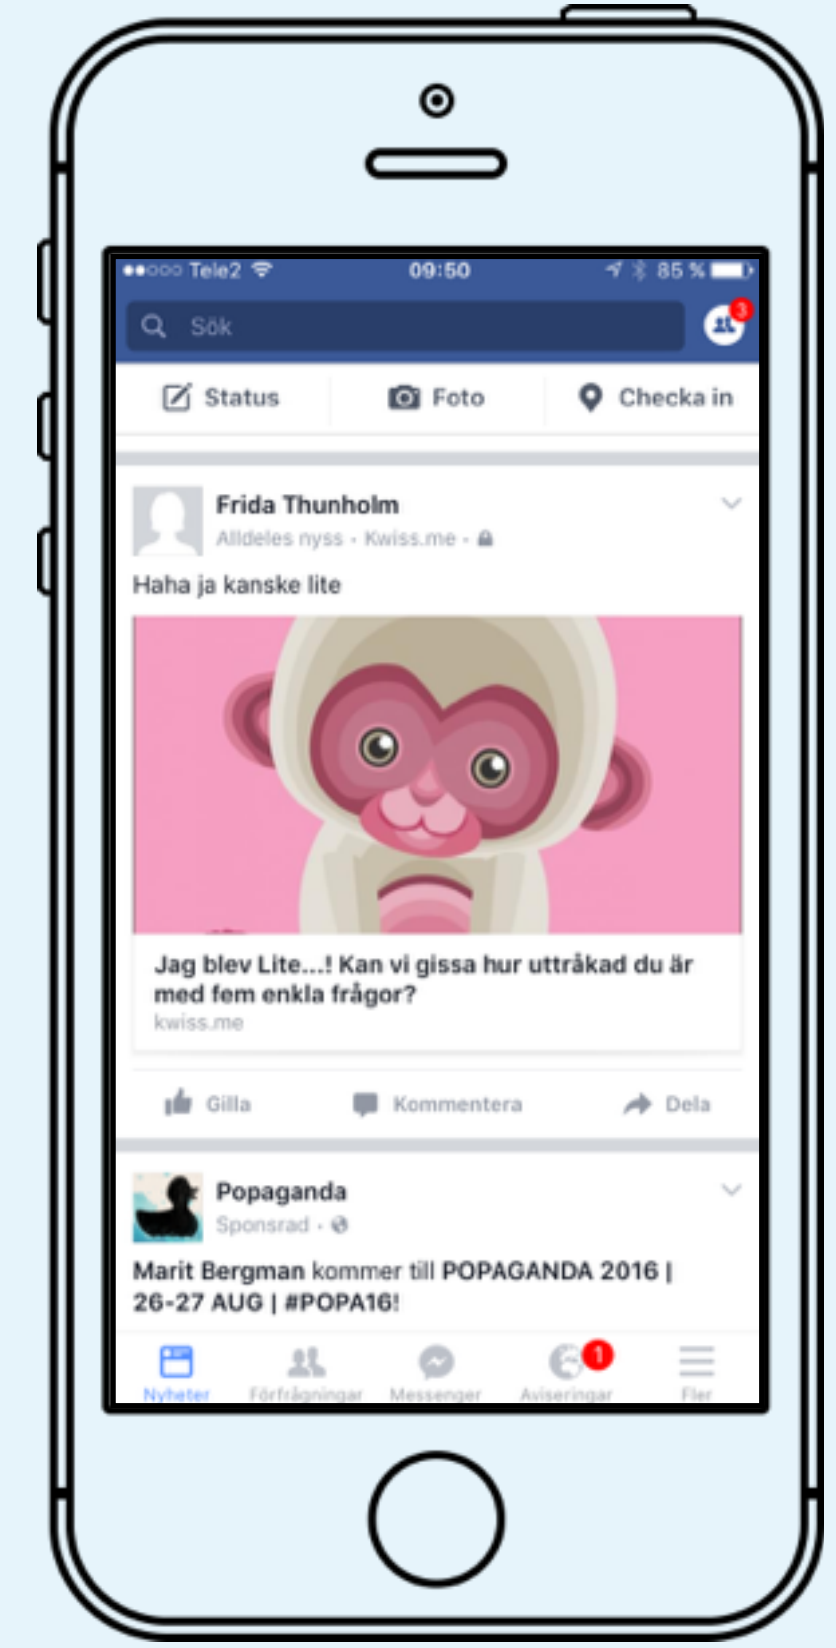 Tele2 09:50 85 %
Sök 3
Status Foto Checka in
Frida Thunholm
Alldeles nyss · Kwiss.me ·
Haha ja kanske lite
Jag blev Lite...! Kan vi gissa hur uttråkad du är
med fem enkla frågor?
kwiss.me
Gilla Kommentera Dela
Popaganda
Sponsrad ·
Marit Bergman kommer till POPAGANDA 2016 |
26-27 AUG | #POPA16!
1
Nyheter Förfrågningar Messenger Aviseringar Fler